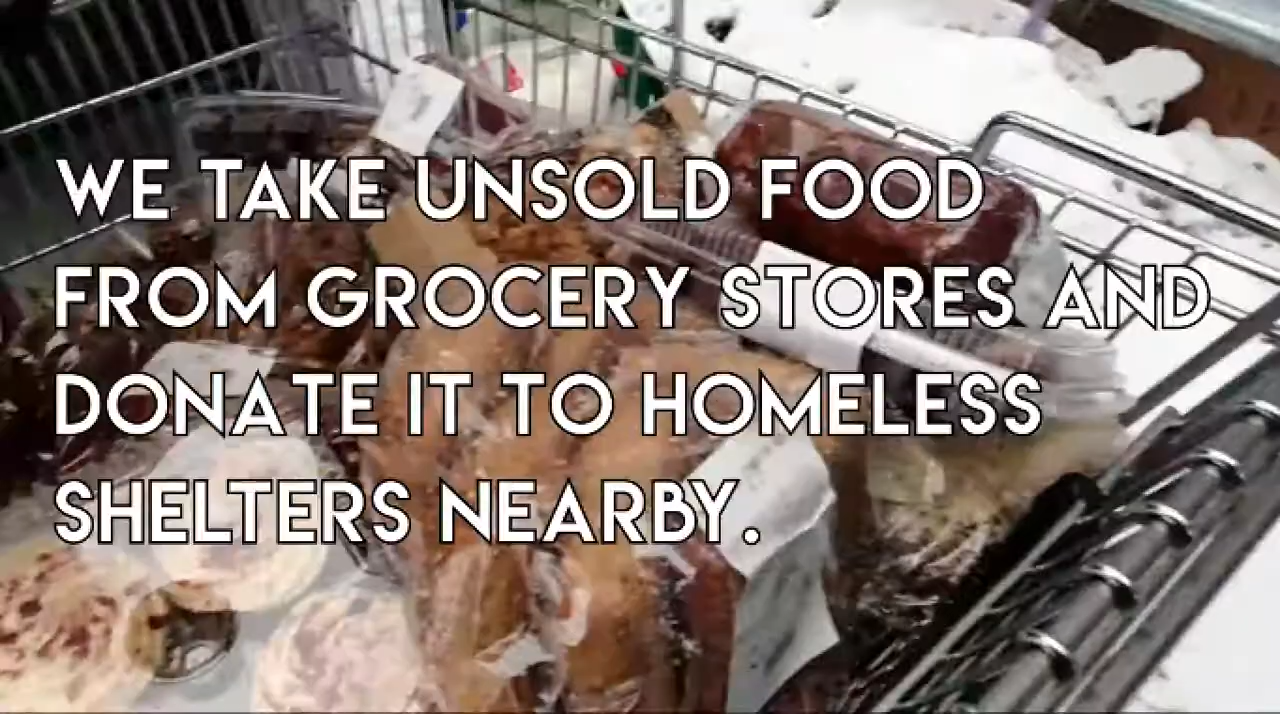 WE TAKE UNSOLD FOOD
FROM GROCERY STORES AND
DONATE IT TO HOMELESS
SHELTERS NEARBY.